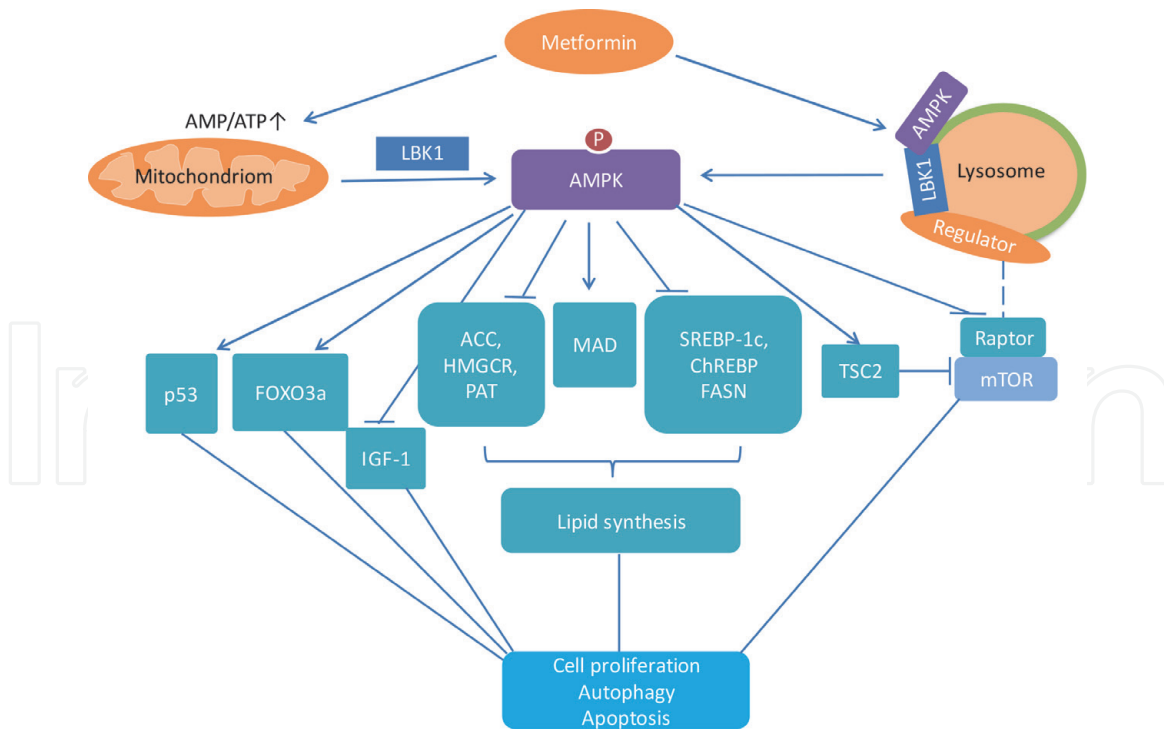 Metformin
AMP/ATP↑
LBK1
P
AMPK
Mitochondriom
AMPK
LBK1
Lysosome
Regulator
p53
FOXO3a
IGF-1
ACC,
HMGCR,
PAT
MAD
SREBP-1c,
ChREBP
FASN
TSC2
Raptor
mTOR
Lipid synthesis
Cell proliferation
Autophagy
Apoptosis